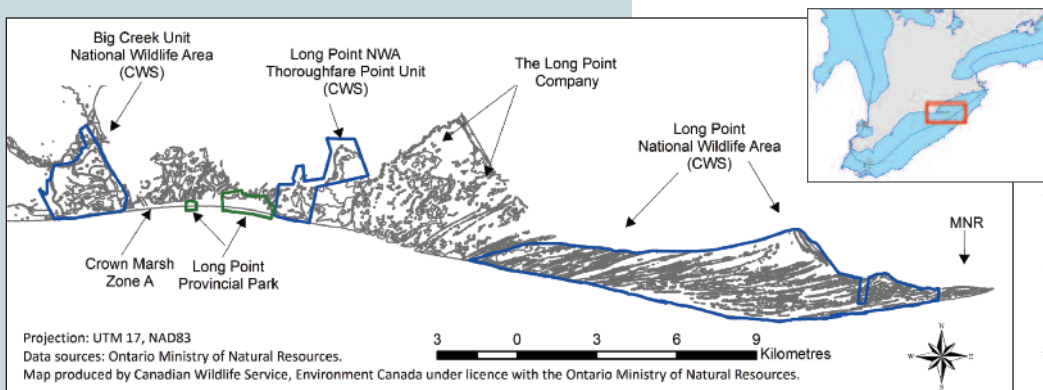 Big Creek Unit
National Wildlife Area
(CWS)
Long Point NWA
Thoroughfare Point Unit
(CWS)
The Long Point
Company
Long Point
National Wildlife Area
(CWS)
MNR
Crown Marsh
Zone A
Long Point
Provincial Park
Projection: UTM 17, NAD83
Data sources: Ontario Ministry of Natural Resources.
Map produced by Canadian Wildlife Service, Environment Canada under licence with the Ontario Ministry of Natural Resources.
3 0 3 6 9
Kilometres
N
W E
S